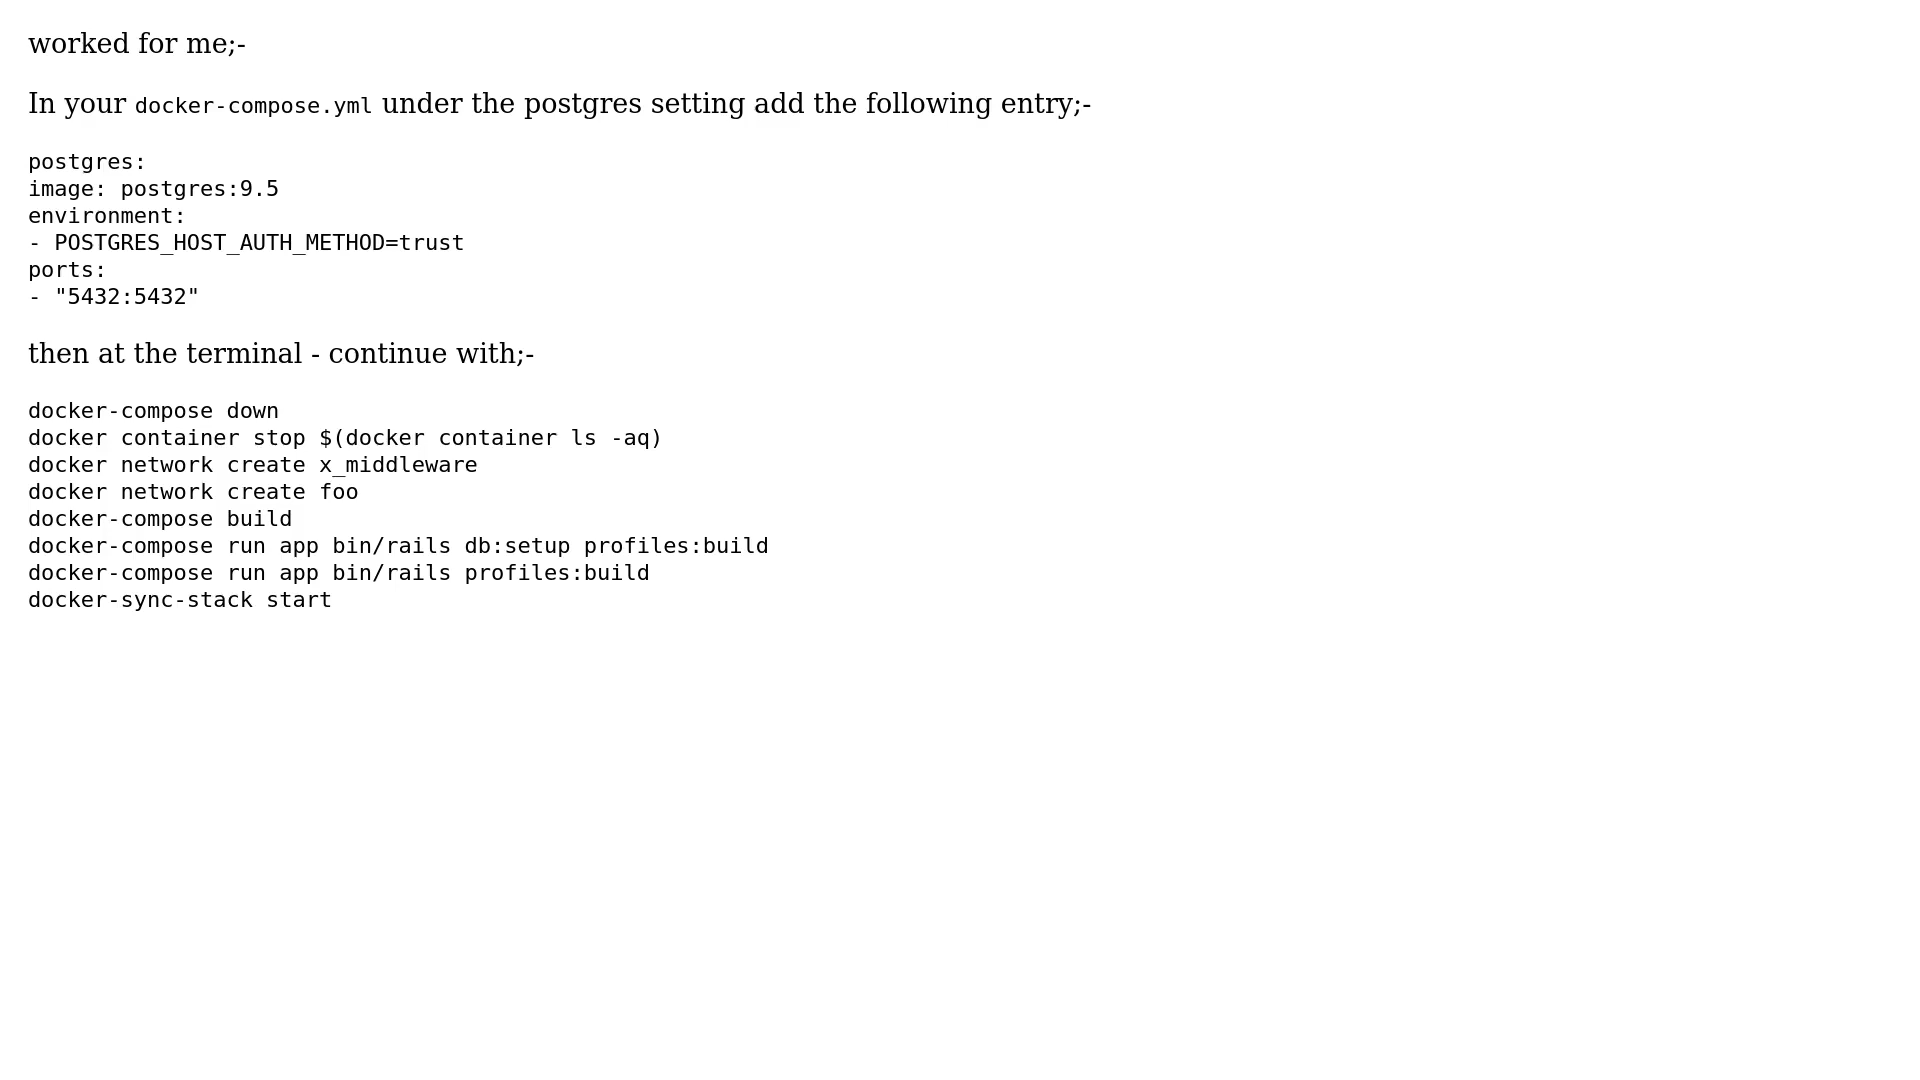 worked for me;-
In your docker-compose.yml under the postgres setting add the following entry;-
postgres:
image: postgres:9.5
environment:
- POSTGRES_HOST_AUTH_METHOD=trust
ports:
- "5432:5432"
then at the terminal - continue with;-
docker-compose down
docker container stop $(docker container ls -aq)
docker network create x_middleware
docker network create foo
docker-compose build
docker-compose run app bin/rails db:setup profiles:build
docker-compose run app bin/rails profiles:build
docker-sync-stack start